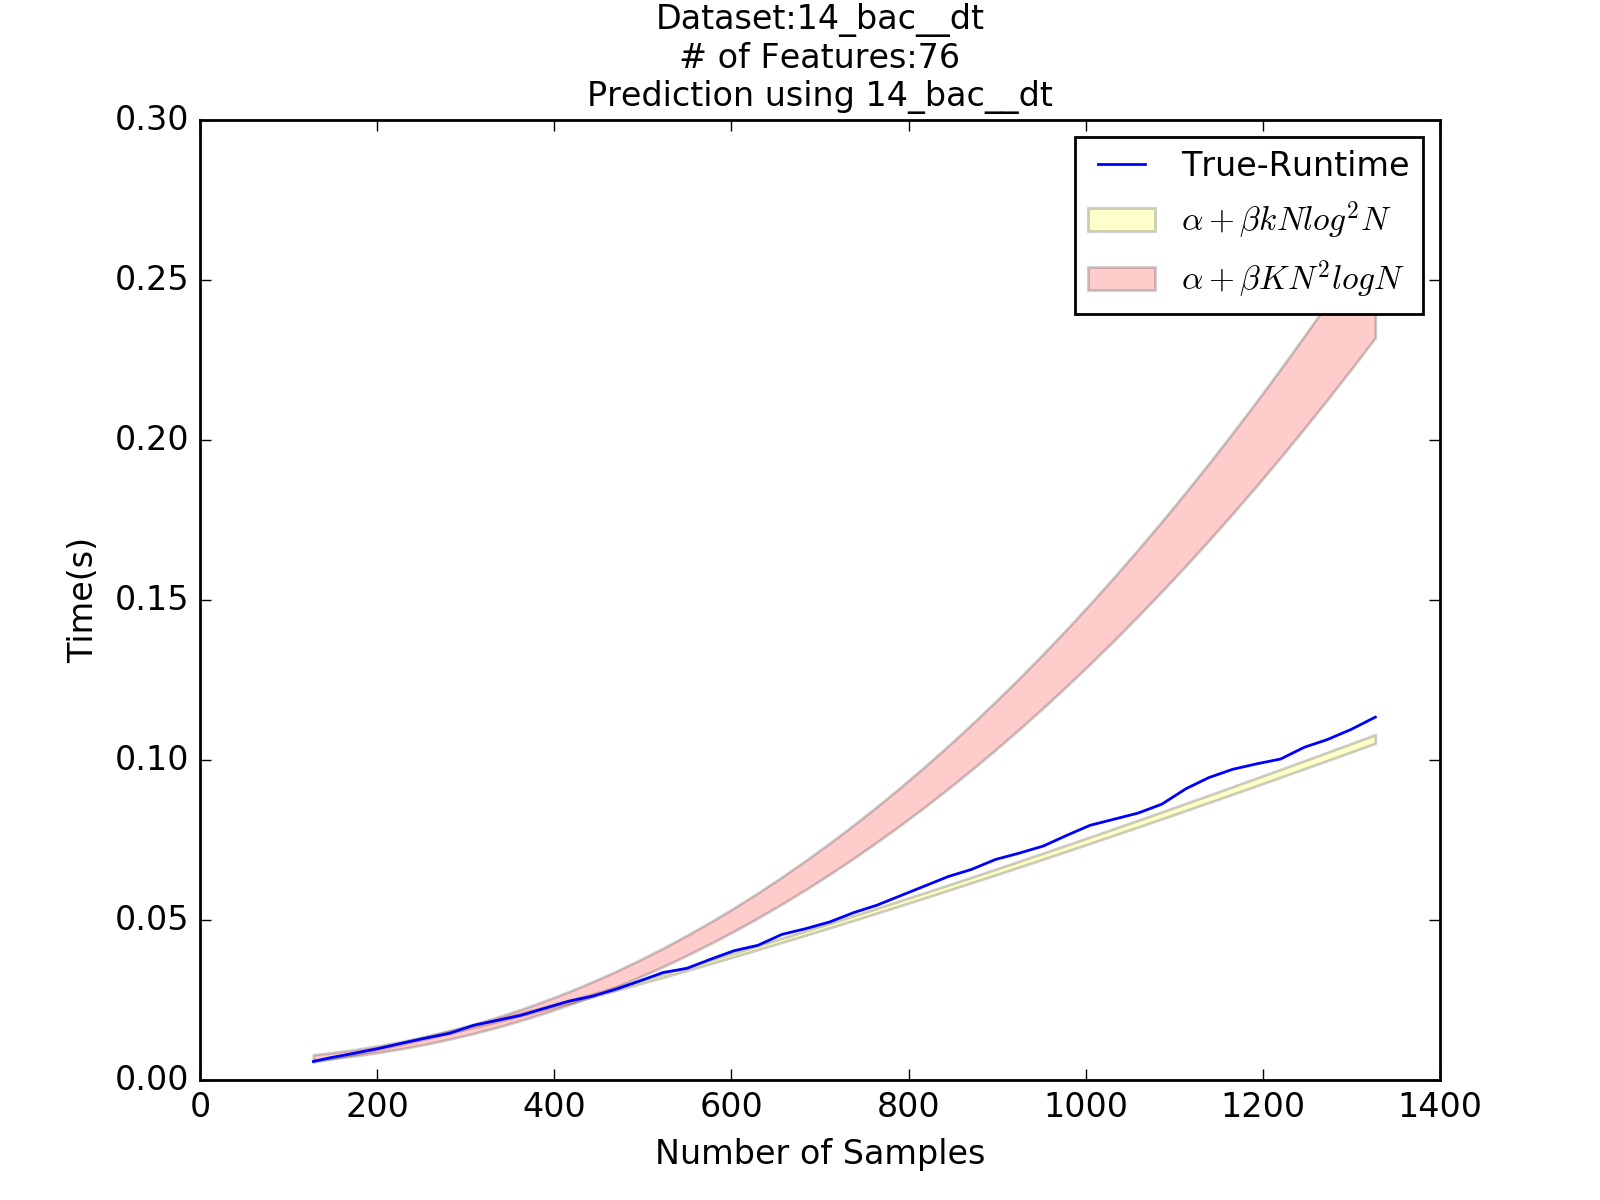 Dataset:14_bac__dt
# of Features:76
Prediction using 14_bac__dt
0.30
0.25
0.20
0.15
0.10
0.05
0.00
Time(s)
True-Runtime
α + βkNlog²N
α + βKN²logN
0 200 400 600 800 1000 1200 1400
Number of Samples